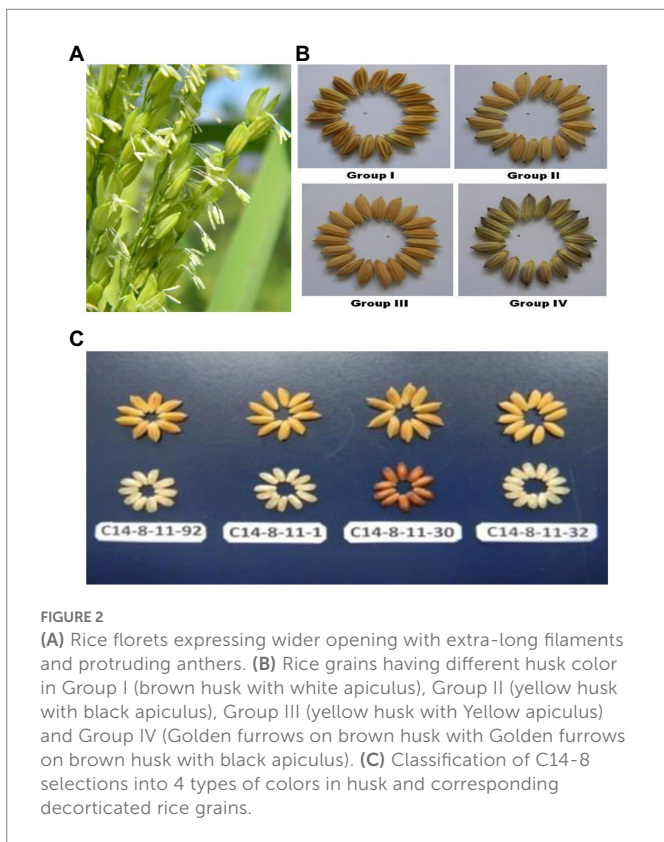 A
B
Group I
Group II
Group III
Group IV
C
C14-8-11-92
C14-8-11-1
C14-8-11-30
C14-8-11-32
FIGURE 2
(A) Rice florets expressing wider opening with extra-long filaments
and protruding anthers. (B) Rice grains having different husk color
in Group I (brown husk with white apiculus), Group II (yellow husk
with black apiculus), Group III (yellow husk with Yellow apiculus)
and Group IV (Golden furrows on brown husk with Golden furrows
on brown husk with black apiculus). (C) Classification of C14-8
selections into 4 types of colors in husk and corresponding
decorticated rice grains.